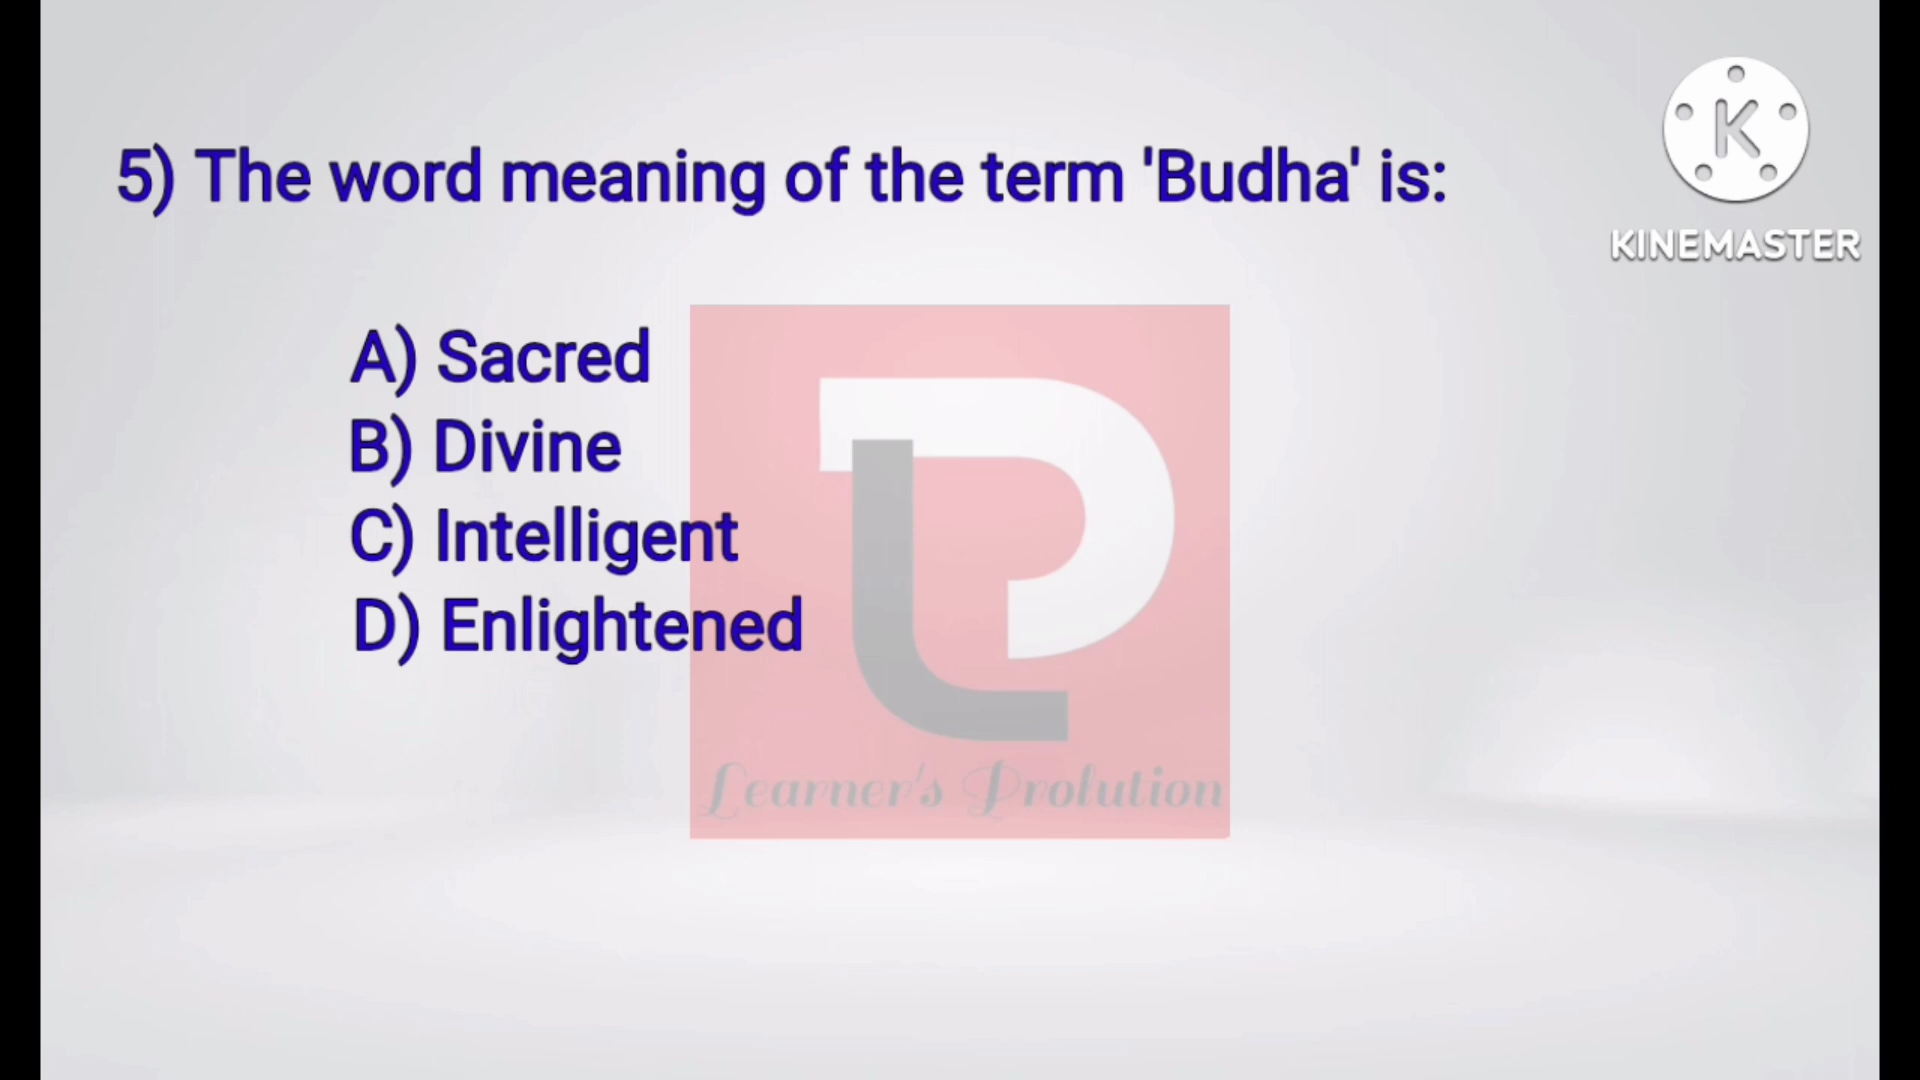 5) The word meaning of the term 'Budha' is:
K
KINEMASTER
A) Sacred
B) Divine
C) Intelligent
D) Enlightened
Learner's Prolution